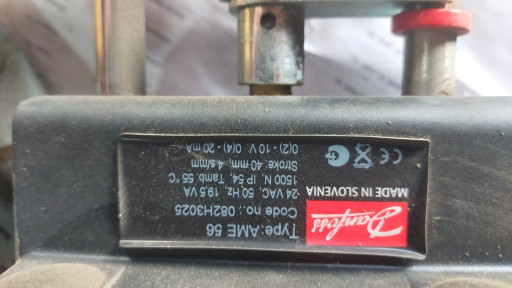 Danfoss
MADE IN SLOVENIA
CE
Type: AME 56
Code no.: 082H3025
24 VAC, 50 Hz, 19.5 VA
1500 N, IP 54, Tamb. 55 °C
Stroke: 40 mm, 4 s/mm
0(2) - 10 V, 0(4) - 20 mA